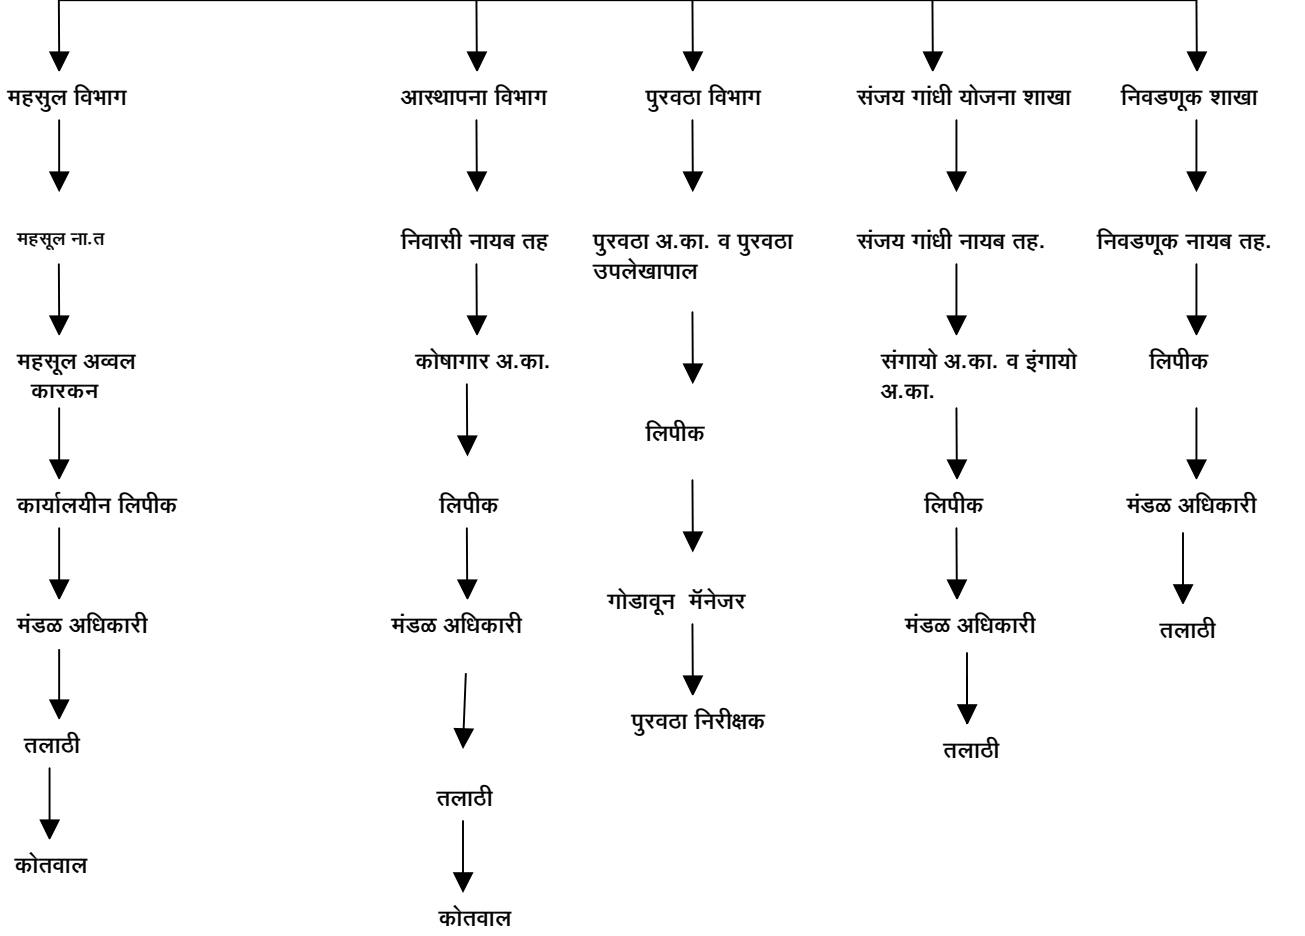 महसुल विभाग
आस्थापना विभाग
पुरवठा विभाग
संजय गांधी योजना शाखा
निवडणूक शाखा
महसूल ना.त
निवासी नायब तह
पुरवठा अ.का. व पुरवठा
उपलेखापाल
संजय गांधी नायब तह.
निवडणूक नायब तह.
महसूल अव्वल
कारकन
कोषागार अ.का.
लिपीक
संगायो अ.का. व इंगायो
अ.का.
लिपीक
कार्यालयीन लिपीक
लिपीक
गोडावून मॅनेजर
लिपीक
मंडळ अधिकारी
मंडळ अधिकारी
मंडळ अधिकारी
पुरवठा निरीक्षक
मंडळ अधिकारी
तलाठी
तलाठी
तलाठी
तलाठी
कोतवाल
कोतवाल